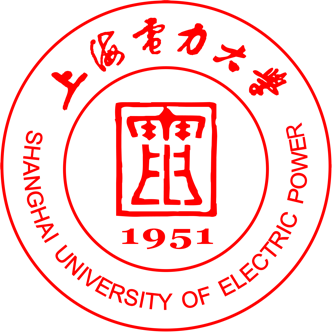 上海电力大学
1951
SHANGHAI UNIVERSITY OF ELECTRIC POWER